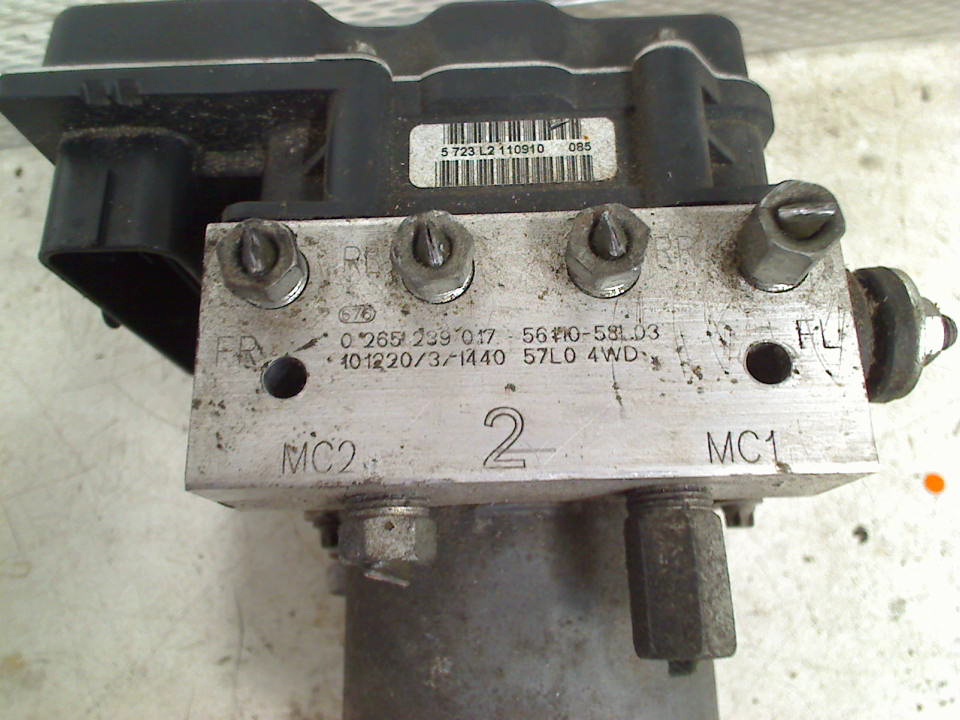 5 723 L2 110910 085
RL RR
676
FR 0 265 239 017 56110-58L03 FL
101220/3/1440 57L0 4WD
MC2 2 MC1